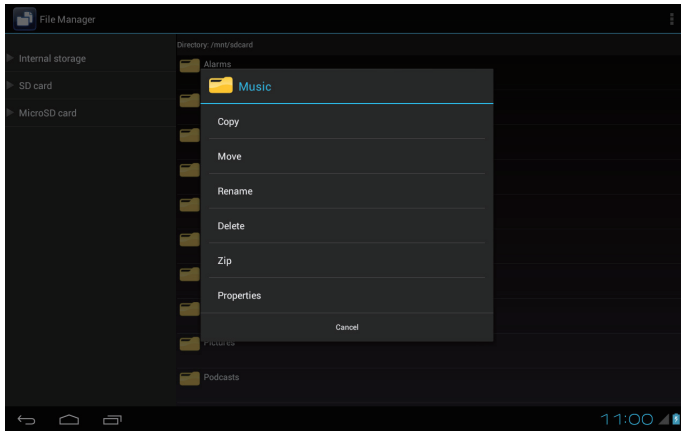 File Manager
Internal storage
SD card
MicroSD card
Directory: /mnt/sdcard
Alarms
Music
Copy
Move
Rename
Delete
Zip
Properties
Cancel
Pictures
Podcasts
11:00